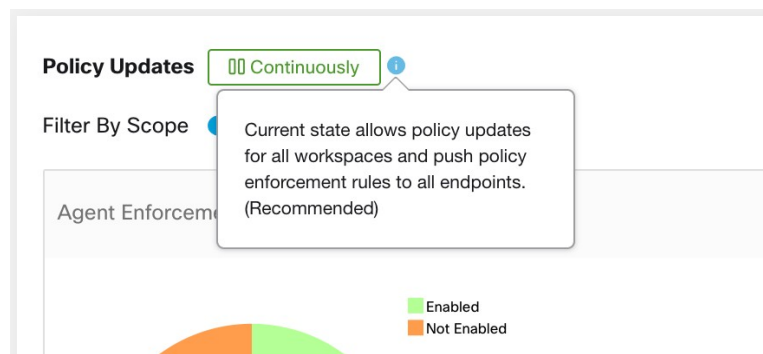 Policy Updates Continuously
Filter By Scope
Current state allows policy updates
for all workspaces and push policy
enforcement rules to all endpoints.
(Recommended)
Agent
Enabled
Not Enabled